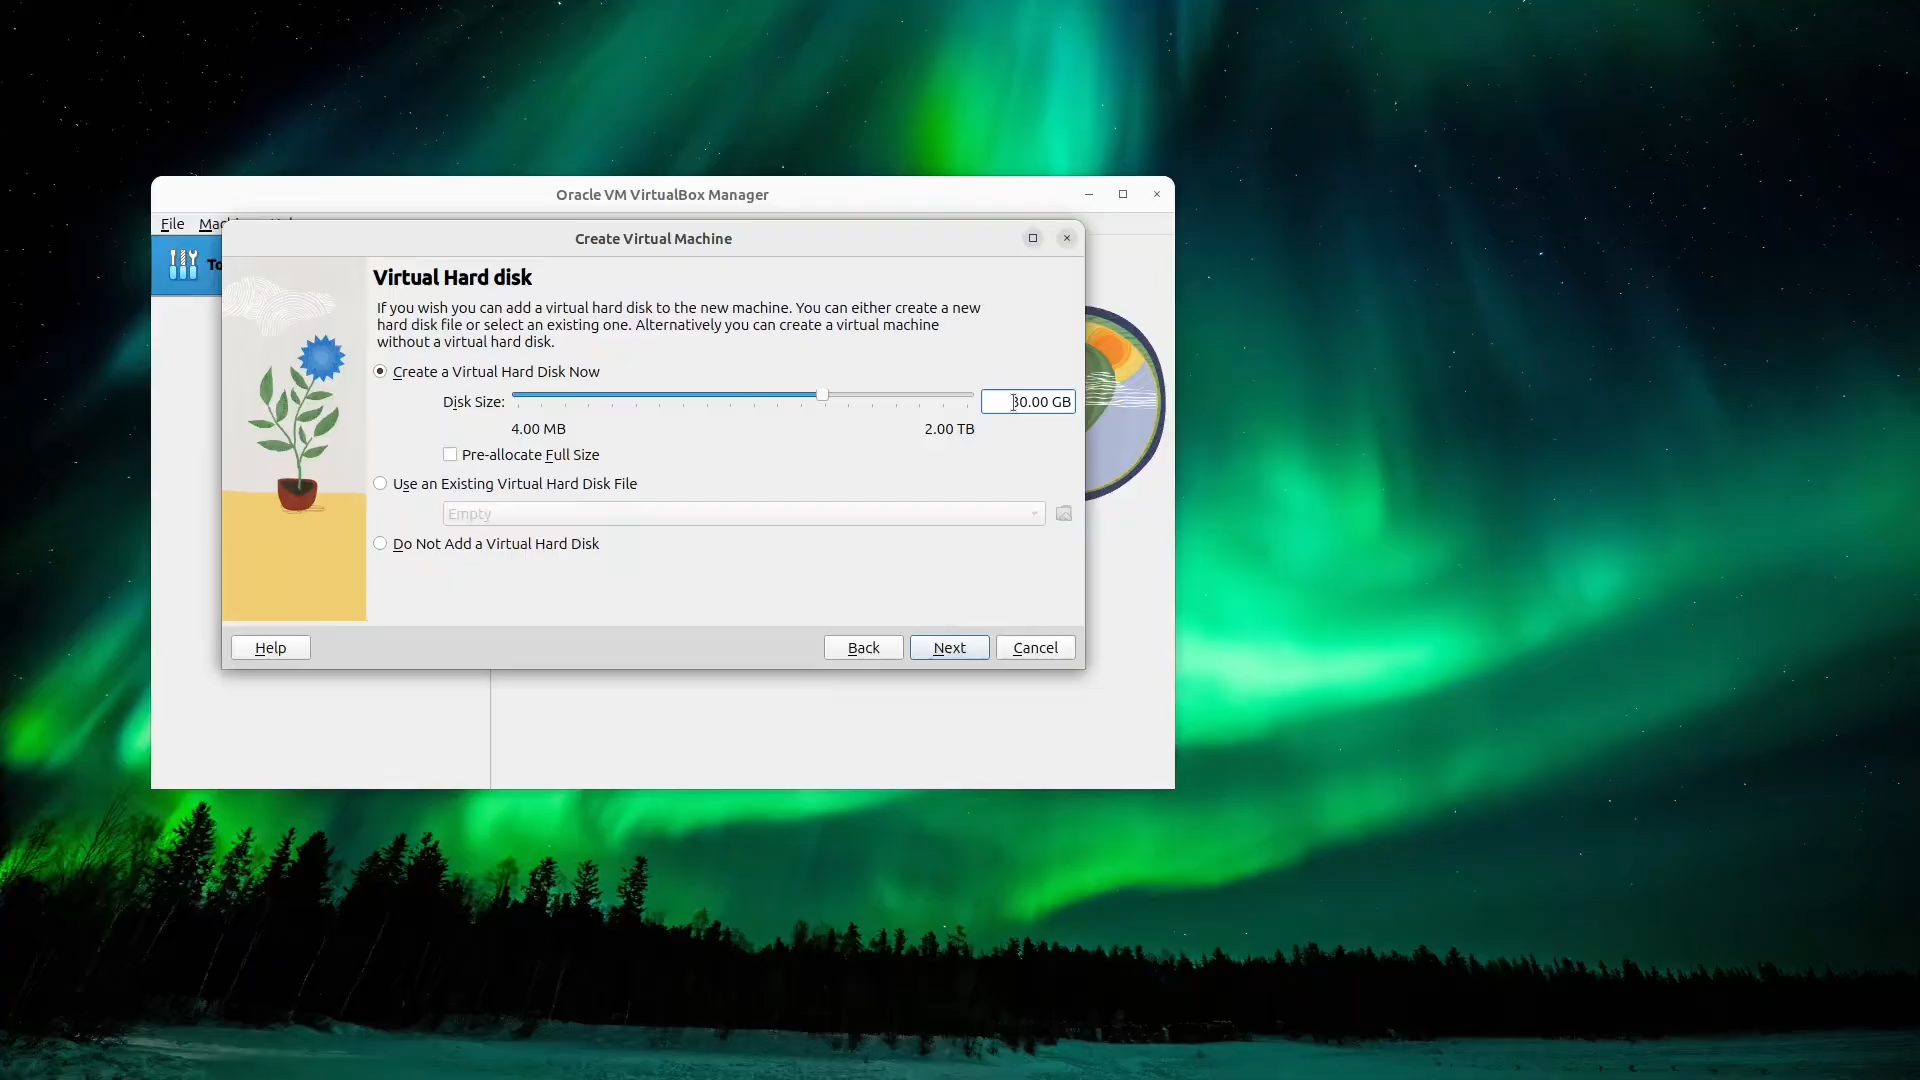 Oracle VM VirtualBox Manager
File
Create Virtual Machine
Virtual Hard disk
If you wish you can add a virtual hard disk to the new machine. You can either create a new
hard disk file or select an existing one. Alternatively you can create a virtual machine
without a virtual hard disk.
Create a Virtual Hard Disk Now
Disk Size:
4.00 MB
2.00 TB
Pre-allocate Full Size
Use an Existing Virtual Hard Disk File
Empty
Do Not Add a Virtual Hard Disk
Help
Back
Next
Cancel